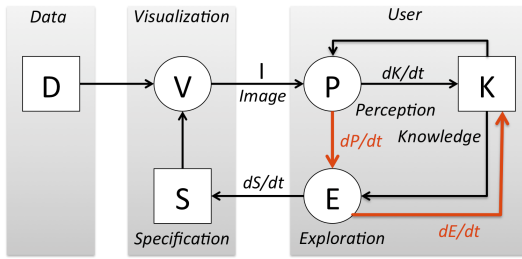 Data
Visualization
User
D
V
I
Image
P
dK/dt
K
Perception
Knowledge
dP/dt
S
dS/dt
E
Specification
Exploration
dE/dt